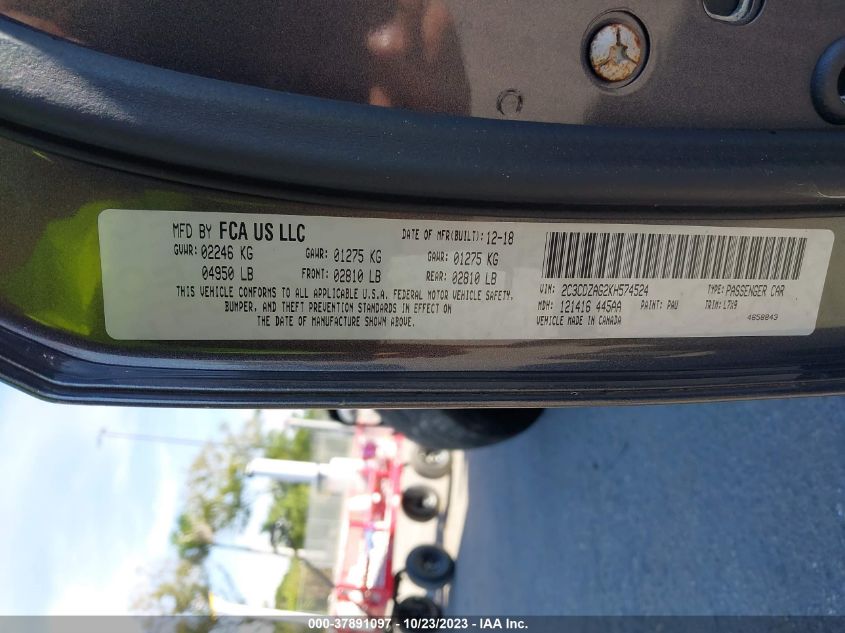 MFD BY FCA US LLC DATE OF MFR(BUILT): 12-18
GVWR: 02246 KG GAWR: 01275 KG GAWR: 01275 KG
04950 LB FRONT: 02810 LB REAR: 02810 LB
THIS VEHICLE CONFORMS TO ALL APPLICABLE U.S.A. FEDERAL MOTOR VEHICLE SAFETY,
BUMPER, AND THEFT PREVENTION STANDARDS IN EFFECT ON
THE DATE OF MANUFACTURE SHOWN ABOVE.
VIN: 2C3CDZAG2KH574524 TYPE: PASSENGER CAR
MDH: 121416 445AA PAINT: PAU TRIM: L7X9
VEHICLE MADE IN CANADA 4658843
000-37891097 - 10/23/2023 - IAA Inc.